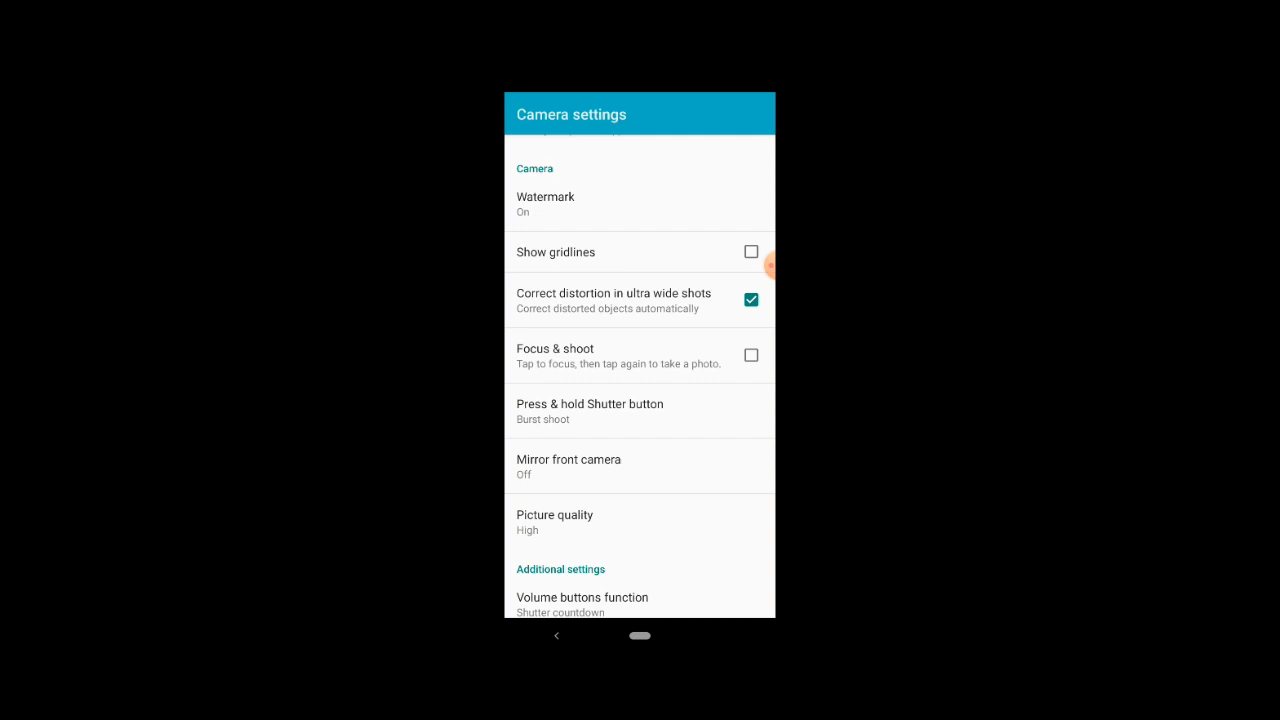 Camera settings
Camera
Watermark
On
Show gridlines
Correct distortion in ultra wide shots
Correct distorted objects automatically
Focus & shoot
Tap to focus, then tap again to take a photo.
Press & hold Shutter button
Burst shoot
Mirror front camera
Off
Picture quality
High
Additional settings
Volume buttons function
Shutter countdown